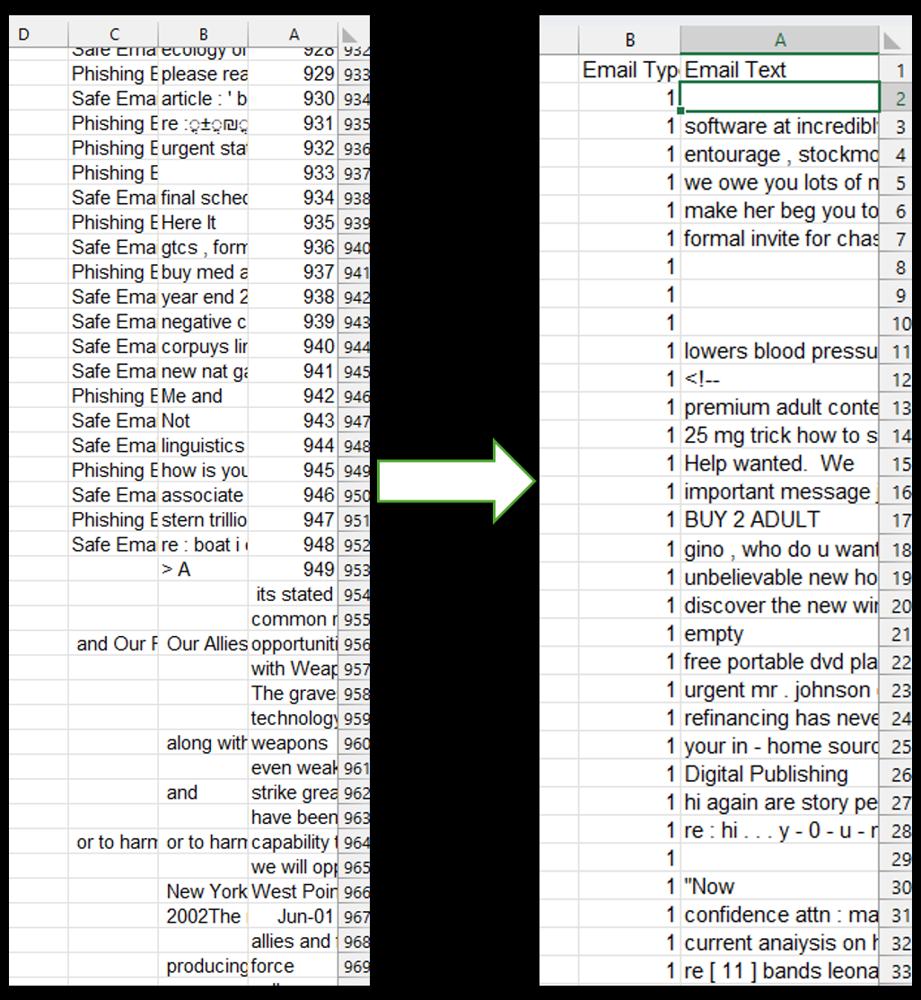 D C B A
Safe Ema ecology of 928 932
Phishing E please rea 929 933
Safe Ema article : ' b 930 934
Phishing E re : 931 935
Phishing E urgent sta 932 936
Phishing E 933 937
Safe Ema final sched 934 938
Phishing E Here It 935 939
Safe Ema gtcs , form 936 940
Phishing E buy med a 937 941
Safe Ema year end 2 938 942
Safe Ema negative c 939 943
Safe Ema corpuys lin 940 944
Safe Ema new nat ga 941 945
Phishing E Me and 942 946
Safe Ema Not 943 947
Safe Ema linguistics 944 948
Phishing E how is you 945 949
Safe Ema associate 946 950
Phishing E stern trillio 947 951
Safe Ema re : boat i 948 952
> A 949 953
its stated 954
common 955
and Our F Our Allies opportuniti 956
with Weap 957
The grave 958
technology 959
along with weapons 960
even weak 961
and strike grea 962
have been 963
or to harm or to harm capability t 964
we will opp 965
New York West Poin 966
2002The Jun-01 967
allies and 968
producing force 969
B A
Email Typ Email Text 1
1 2
1 software at incredibl 3
1 entourage , stockmo 4
1 we owe you lots of m 5
1 make her beg you to 6
1 formal invite for chas 7
1 8
1 9
1 10
1 lowers blood pressu 11
1 <!-- 12
1 premium adult conte 13
1 25 mg trick how to s 14
1 Help wanted. We 15
1 important message 16
1 BUY 2 ADULT 17
1 gino , who do u want 18
1 unbelievable new ho 19
1 discover the new win 20
1 empty 21
1 free portable dvd pla 22
1 urgent mr . johnson 23
1 refinancing has neve 24
1 your in - home sourc 25
1 Digital Publishing 26
1 hi again are story pe 27
1 re : hi . . . y - 0 - u - r 28
1 29
1 "Now 30
1 confidence attn : ma 31
1 current anaiysis on h 32
1 re [ 11 ] bands leona 33